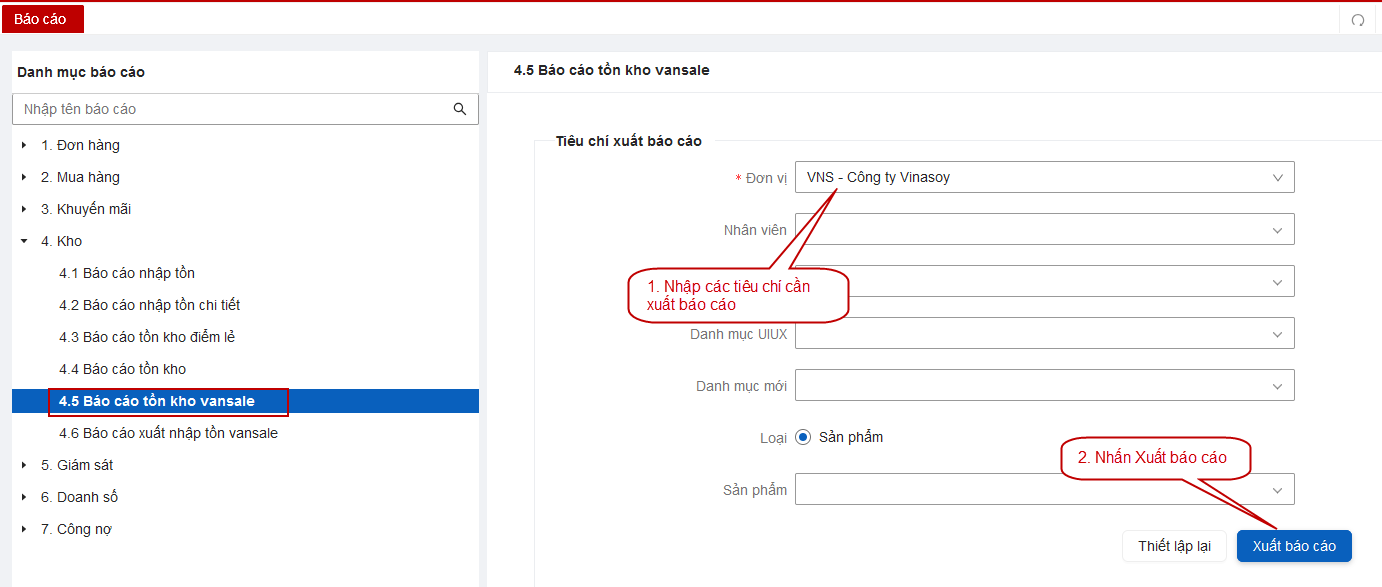 Báo cáo
Danh mục báo cáo
Nhập tên báo cáo
1. Đơn hàng
2. Mua hàng
3. Khuyến mãi
4. Kho
4.1 Báo cáo nhập tồn
4.2 Báo cáo nhập tồn chi tiết
4.3 Báo cáo tồn kho điểm lẻ
4.4 Báo cáo tồn kho
4.5 Báo cáo tồn kho vansale
4.6 Báo cáo xuất nhập tồn vansale
5. Giám sát
6. Doanh số
7. Công nợ
4.5 Báo cáo tồn kho vansale
Tiêu chí xuất báo cáo
* Đơn vị
VNS - Công ty Vinasoy
Nhân viên
1. Nhập các tiêu chí cần
xuất báo cáo
Danh mục UIUX
Danh mục mới
Loại
Sản phẩm
2. Nhấn Xuất báo cáo
Sản phẩm
Thiết lập lại
Xuất báo cáo